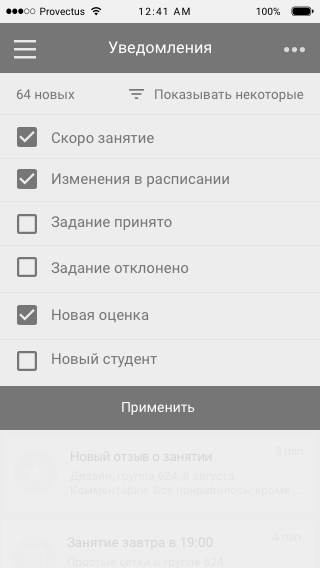 Provectus 12:41 AM 100%
Уведомления
64 новых Показывать некоторые
Скоро занятие
Изменения в расписании
Задание принято
Задание отклонено
Новая оценка
Новый студент
Применить
Новый отзыв о занятии 3 min
Дизайн, группа 624, 8 августа
Комментарий: Все понравилось, кроме ...
Занятие завтра в 19:00 4 min
Простые сетки в группе 624